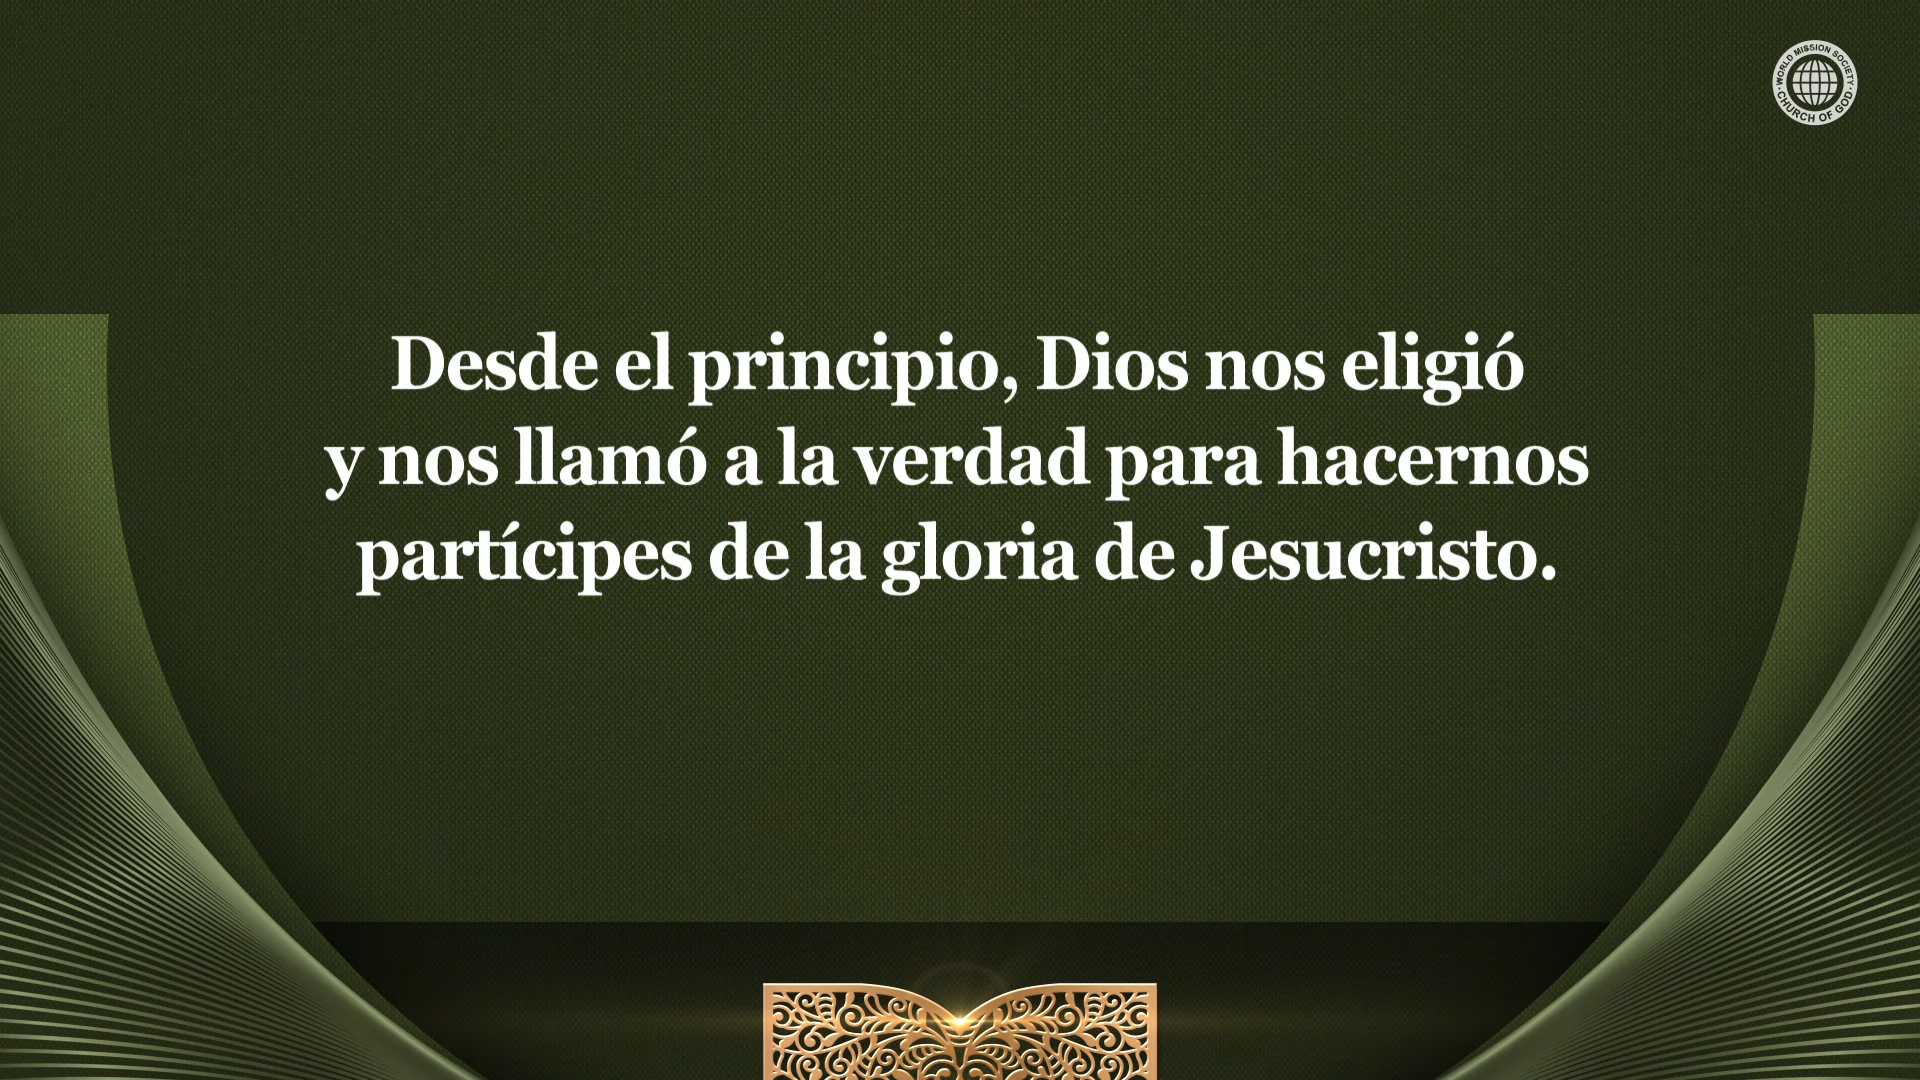 WORLD MISSION SOCIETY
CHURCH OF GOD
Desde el principio, Dios nos eligió
y nos llamó a la verdad para hacernos
partícipes de la gloria de Jesucristo.